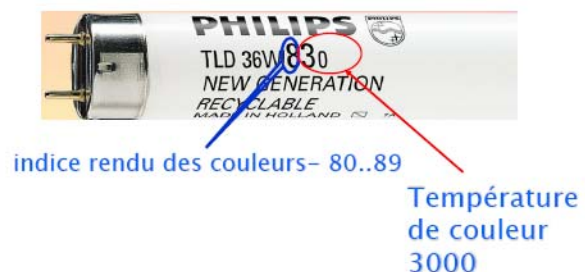 PHILIPS
TLD 36W/830
NEW GENERATION
RECYCLABLE
MADE IN HOLLAND
indice rendu des couleurs– 80..89
Température
de couleur
3000